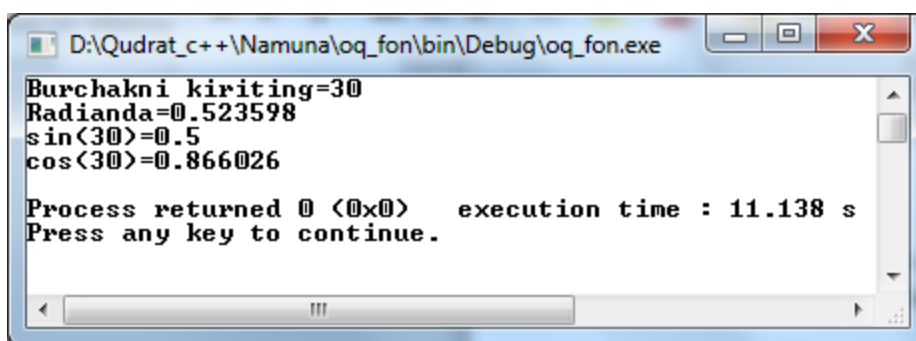 D:\Qudrat_c++\Namuna\oq_fon\bin\Debug\oq_fon.exe
Burchakni kiriting=30
Radianda=0.523598
sin(30)=0.5
cos(30)=0.866026
Process returned 0 (0x0)   execution time : 11.138 s
Press any key to continue.